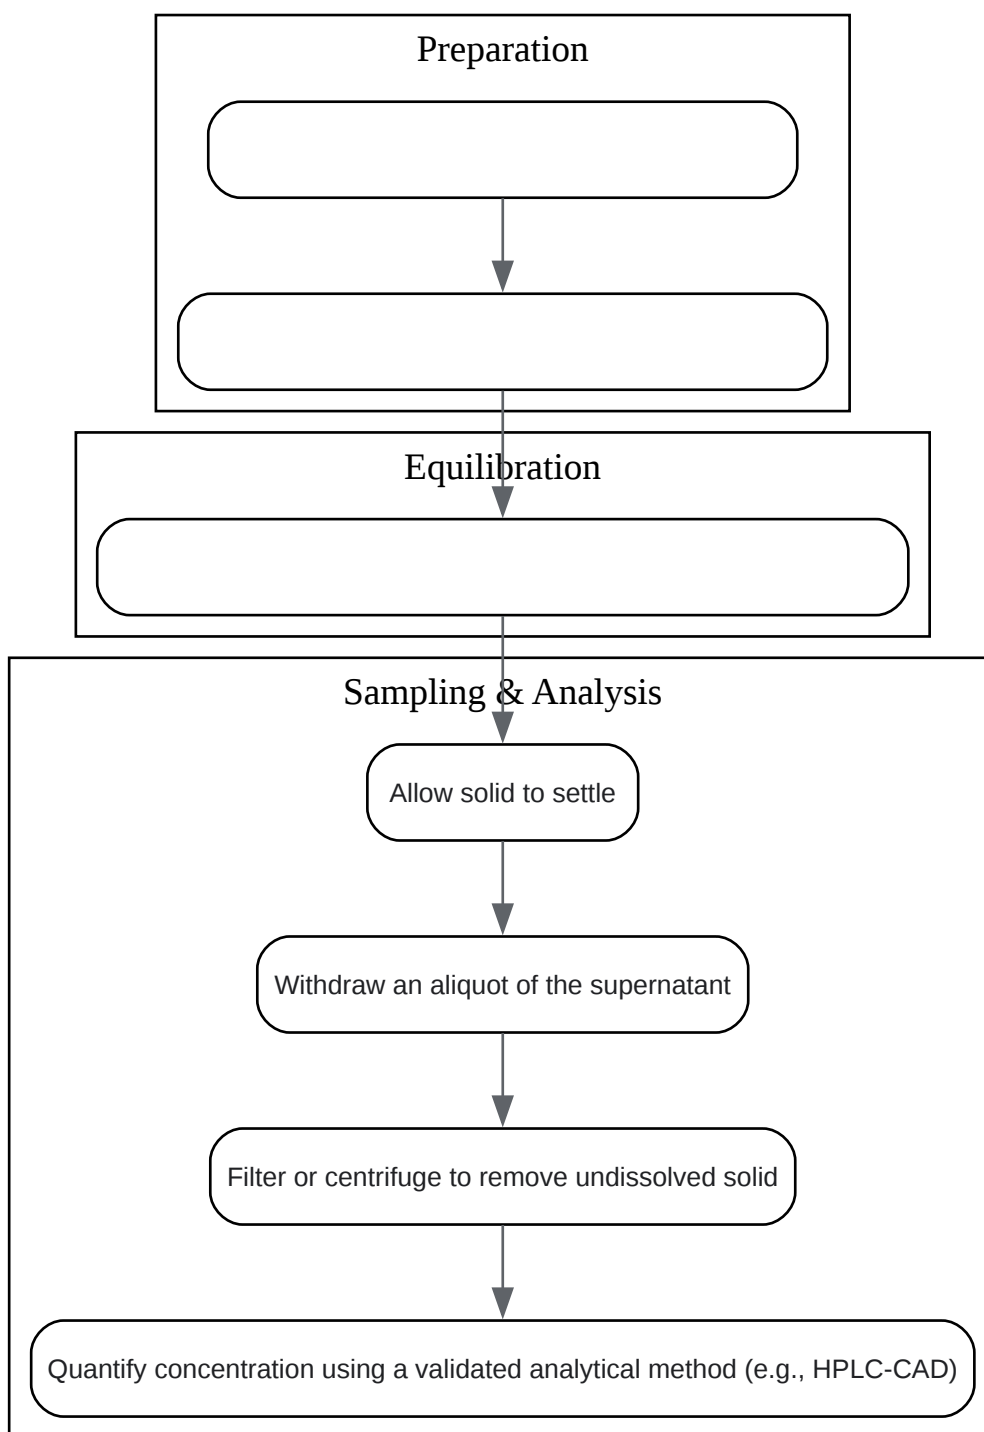 Preparation
Equilibration
Sampling & Analysis
Allow solid to settle
Withdraw an aliquot of the supernatant
Filter or centrifuge to remove undissolved solid
Quantify concentration using a validated analytical method (e.g., HPLC-CAD)